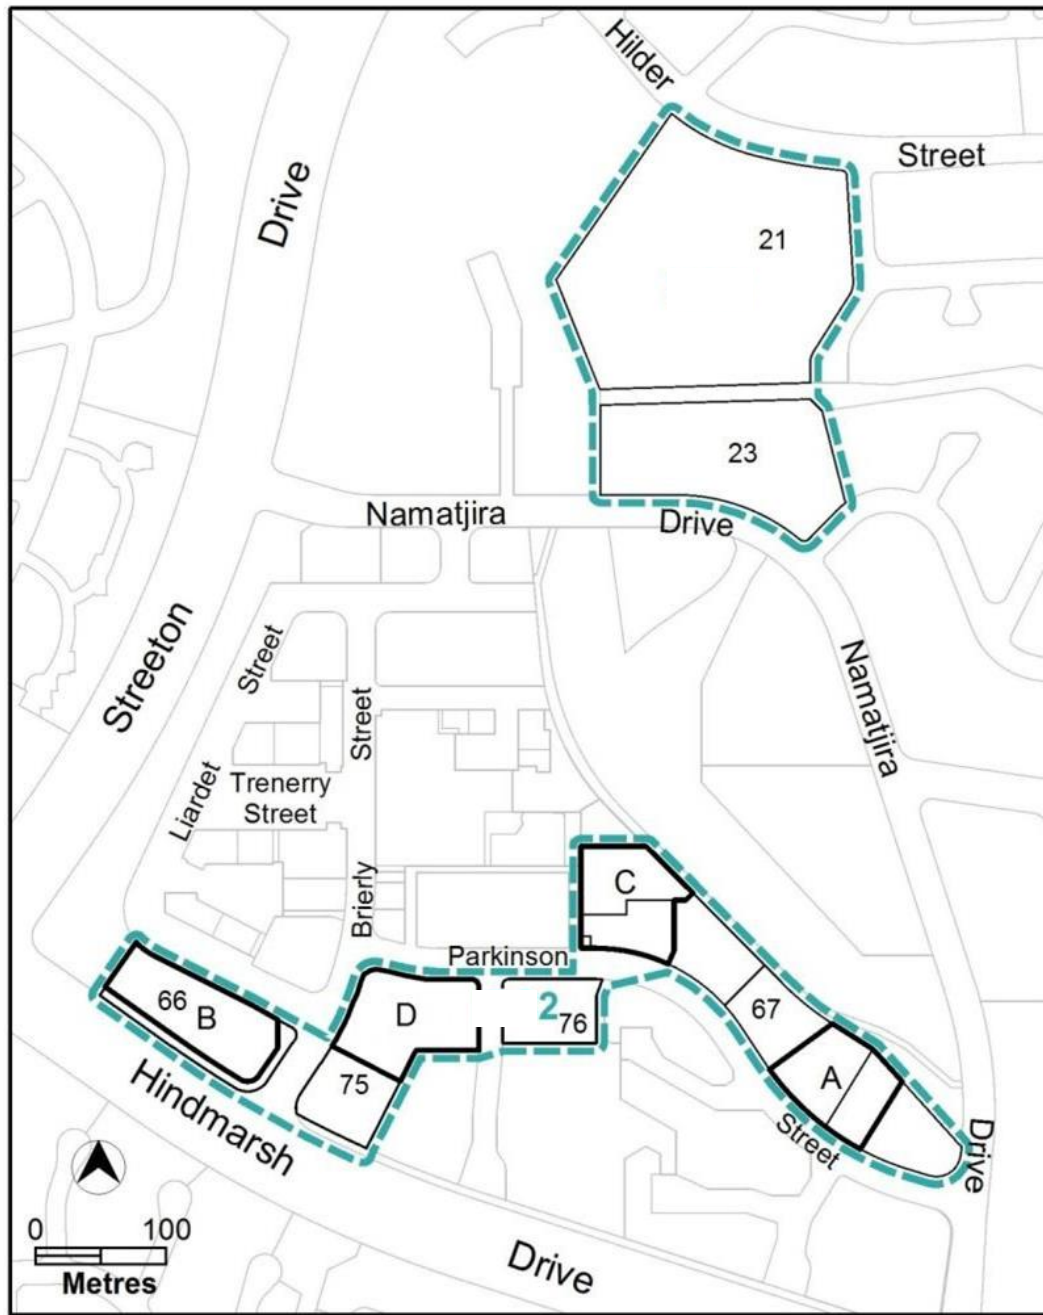 Hilder
Street
Drive
21
23
Namatjira
Drive
Streeton
Street
Street
Namatjira
Liardet
Trenerry
Street
Brierly
C
Parkinson
66
B
D
2
76
67
75
A
Hindmarsh
Street
Drive
0
100
Metres
Drive